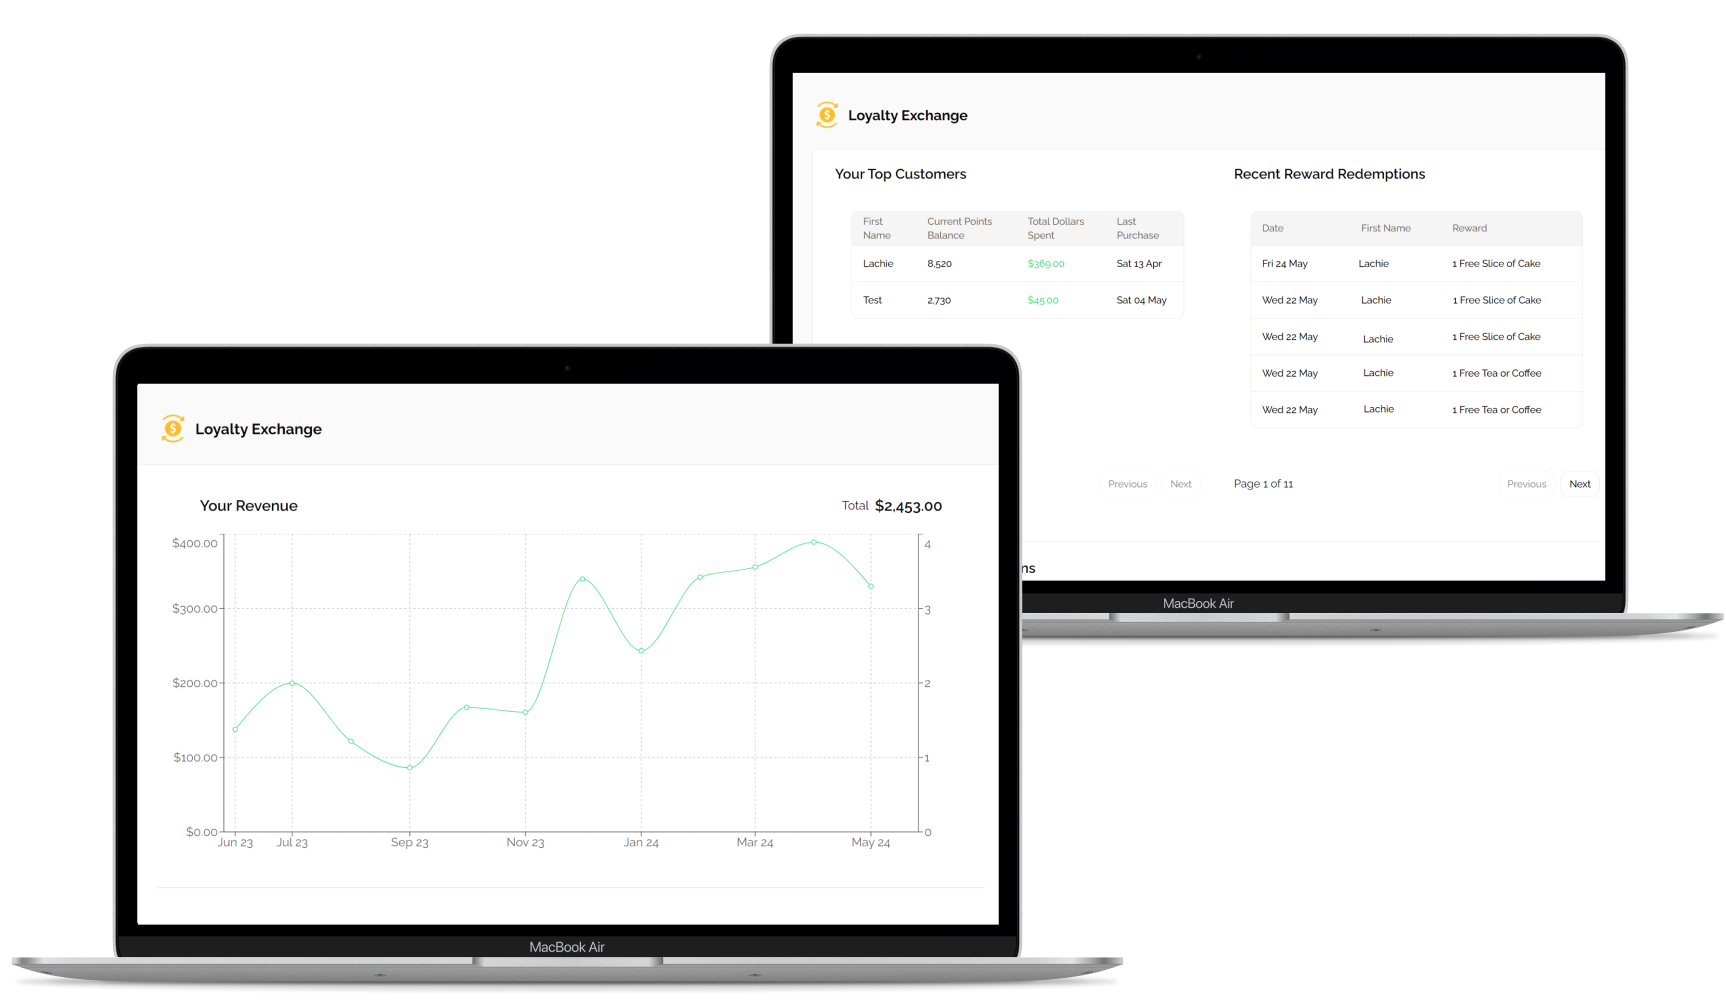 Loyalty Exchange
Your Top Customers
First Name
Current Points Balance
Total Dollars Spent
Last Purchase
Lachie 8,520 $369.00 Sat 13 Apr
Test 2,730 $45.00 Sat 04 May
Previous Next
Recent Reward Redemptions
Date First Name Reward
Fri 24 May Lachie 1 Free Slice of Cake
Wed 22 May Lachie 1 Free Slice of Cake
Wed 22 May Lachie 1 Free Slice of Cake
Wed 22 May Lachie 1 Free Tea or Coffee
Wed 22 May Lachie 1 Free Tea or Coffee
Page 1 of 11 Previous Next
ns
MacBook Air
Loyalty Exchange
Your Revenue
Total $2,453.00
$400.00 4
$300.00 3
$200.00 2
$100.00 1
$0.00 0
Jun 23 Jul 23 Sep 23 Nov 23 Jan 24 Mar 24 May 24
MacBook Air